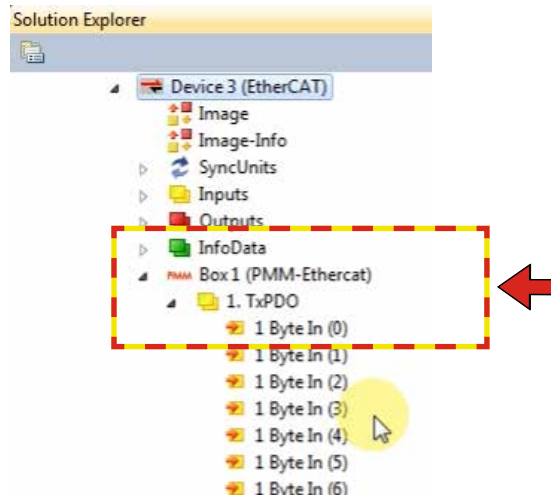 Solution Explorer
Device 3 (EtherCAT)
Image
Image-Info
SyncUnits
Inputs
Outputs
InfoData
PMM Box 1 (PMM-Ethercat)
1. TxPDO
1 Byte In (0)
1 Byte In (1)
1 Byte In (2)
1 Byte In (3)
1 Byte In (4)
1 Byte In (5)
1 Byte In (6)